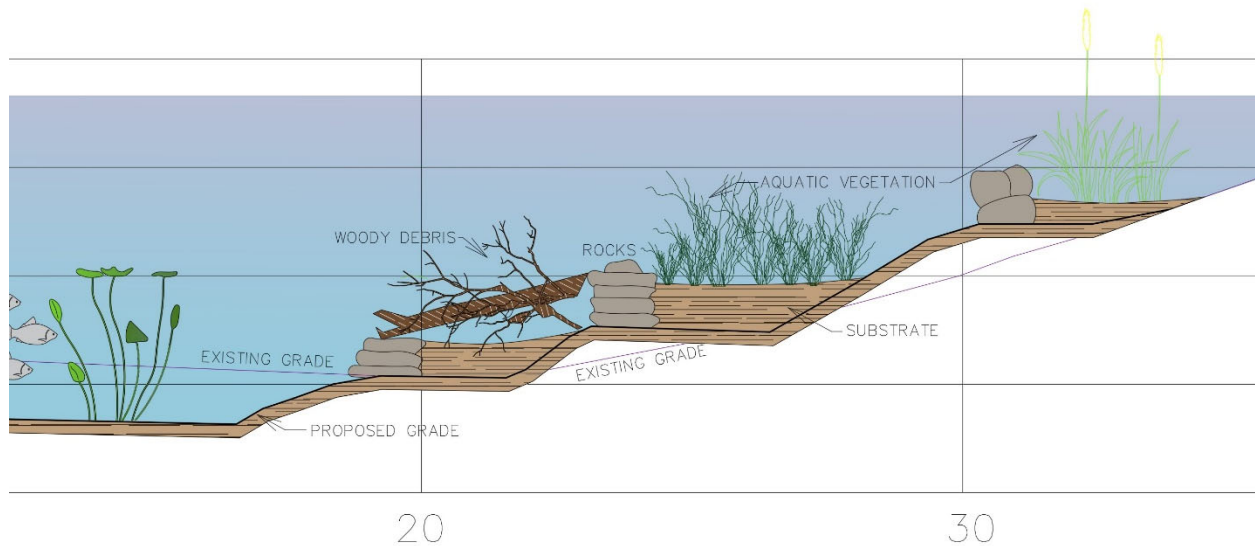 AQUATIC VEGETATION
WOODY DEBRIS
ROCKS
SUBSTRATE
EXISTING GRADE
EXISTING GRADE
PROPOSED GRADE
20
30